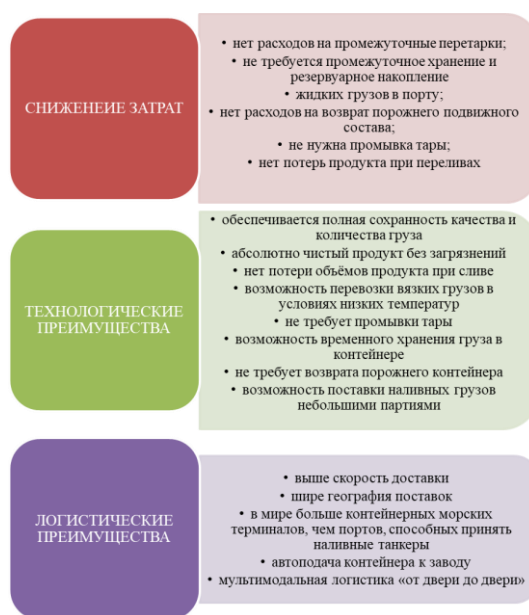 СНИЖЕНЕИЕ ЗАТРАТ
• нет расходов на промежуточные перетарки;
• не требуется промежуточное хранение и
резервуарное накопление
• жидких грузов в порту;
• нет расходов на возврат порожнего подвижного
состава;
• не нужна промывка тары;
• нет потерь продукта при переливах
ТЕХНОЛОГИЧЕСКИЕ
ПРЕИМУЩЕСТВА
• обеспечивается полная сохранность качества и
количества груза
• абсолютно чистый продукт без загрязнений
• нет потери объёмов продукта при сливе
• возможность перевозки вязких грузов в
условиях низких температур
• не требует промывки тары
• возможность временного хранения груза в
контейнере
• не требует возврата порожнего контейнера
• возможность поставки наливных грузов
небольшими партиями
ЛОГИСТИЧЕСКИЕ
ПРЕИМУЩЕСТВА
• выше скорость доставки
• шире география поставок
• в мире больше контейнерных морских
терминалов, чем портов, способных принять
наливные танкеры
• автоподача контейнера к заводу
• мультимодальная логистика «от двери до двери»